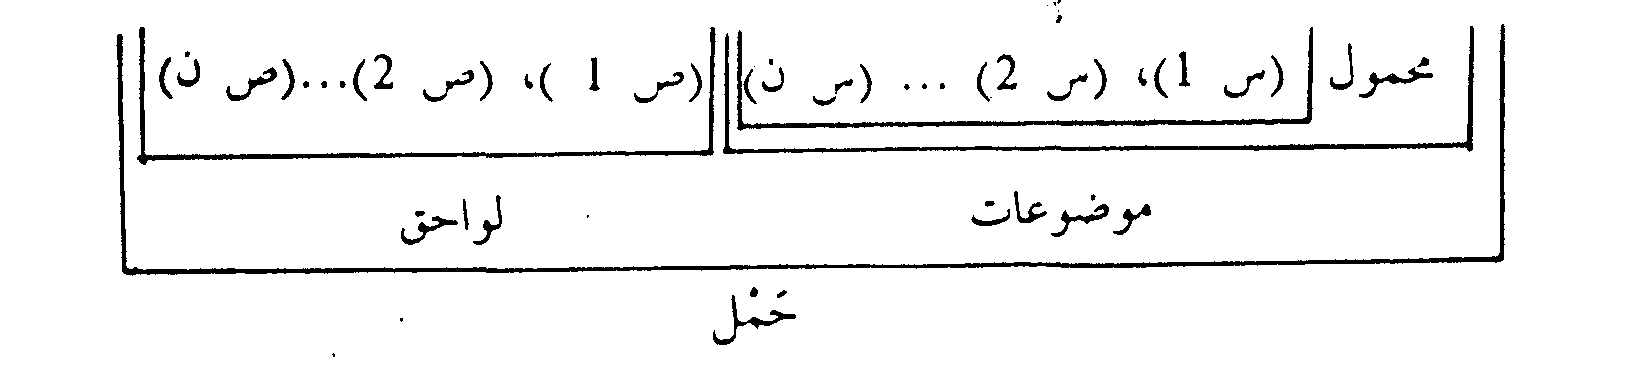 محمول (س 1)، (س 2) ... (س ن) (ص 1 )، (ص 2)...(ص ن)
موضوعات لواحق
حَمْل